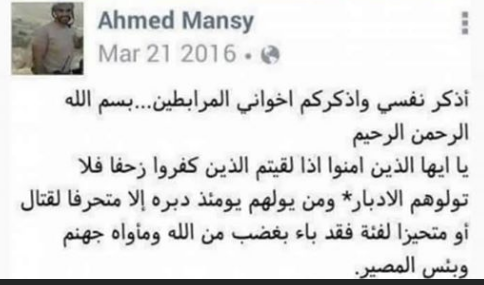 Ahmed Mansy
Mar 21 2016 •
أذكر نفسي واذكركم اخواني المرابطين...بسم الله
الرحمن الرحيم
يا ايها الذين امنوا اذا لقيتم الذين كفروا زحفا فلا
تولوهم الادبار* ومن يولهم يومئذ دبره إلا متحرفا لقتال
أو متحيزا لفئة فقد باء بغضب من الله ومأواه جهنم
وبئس المصير.